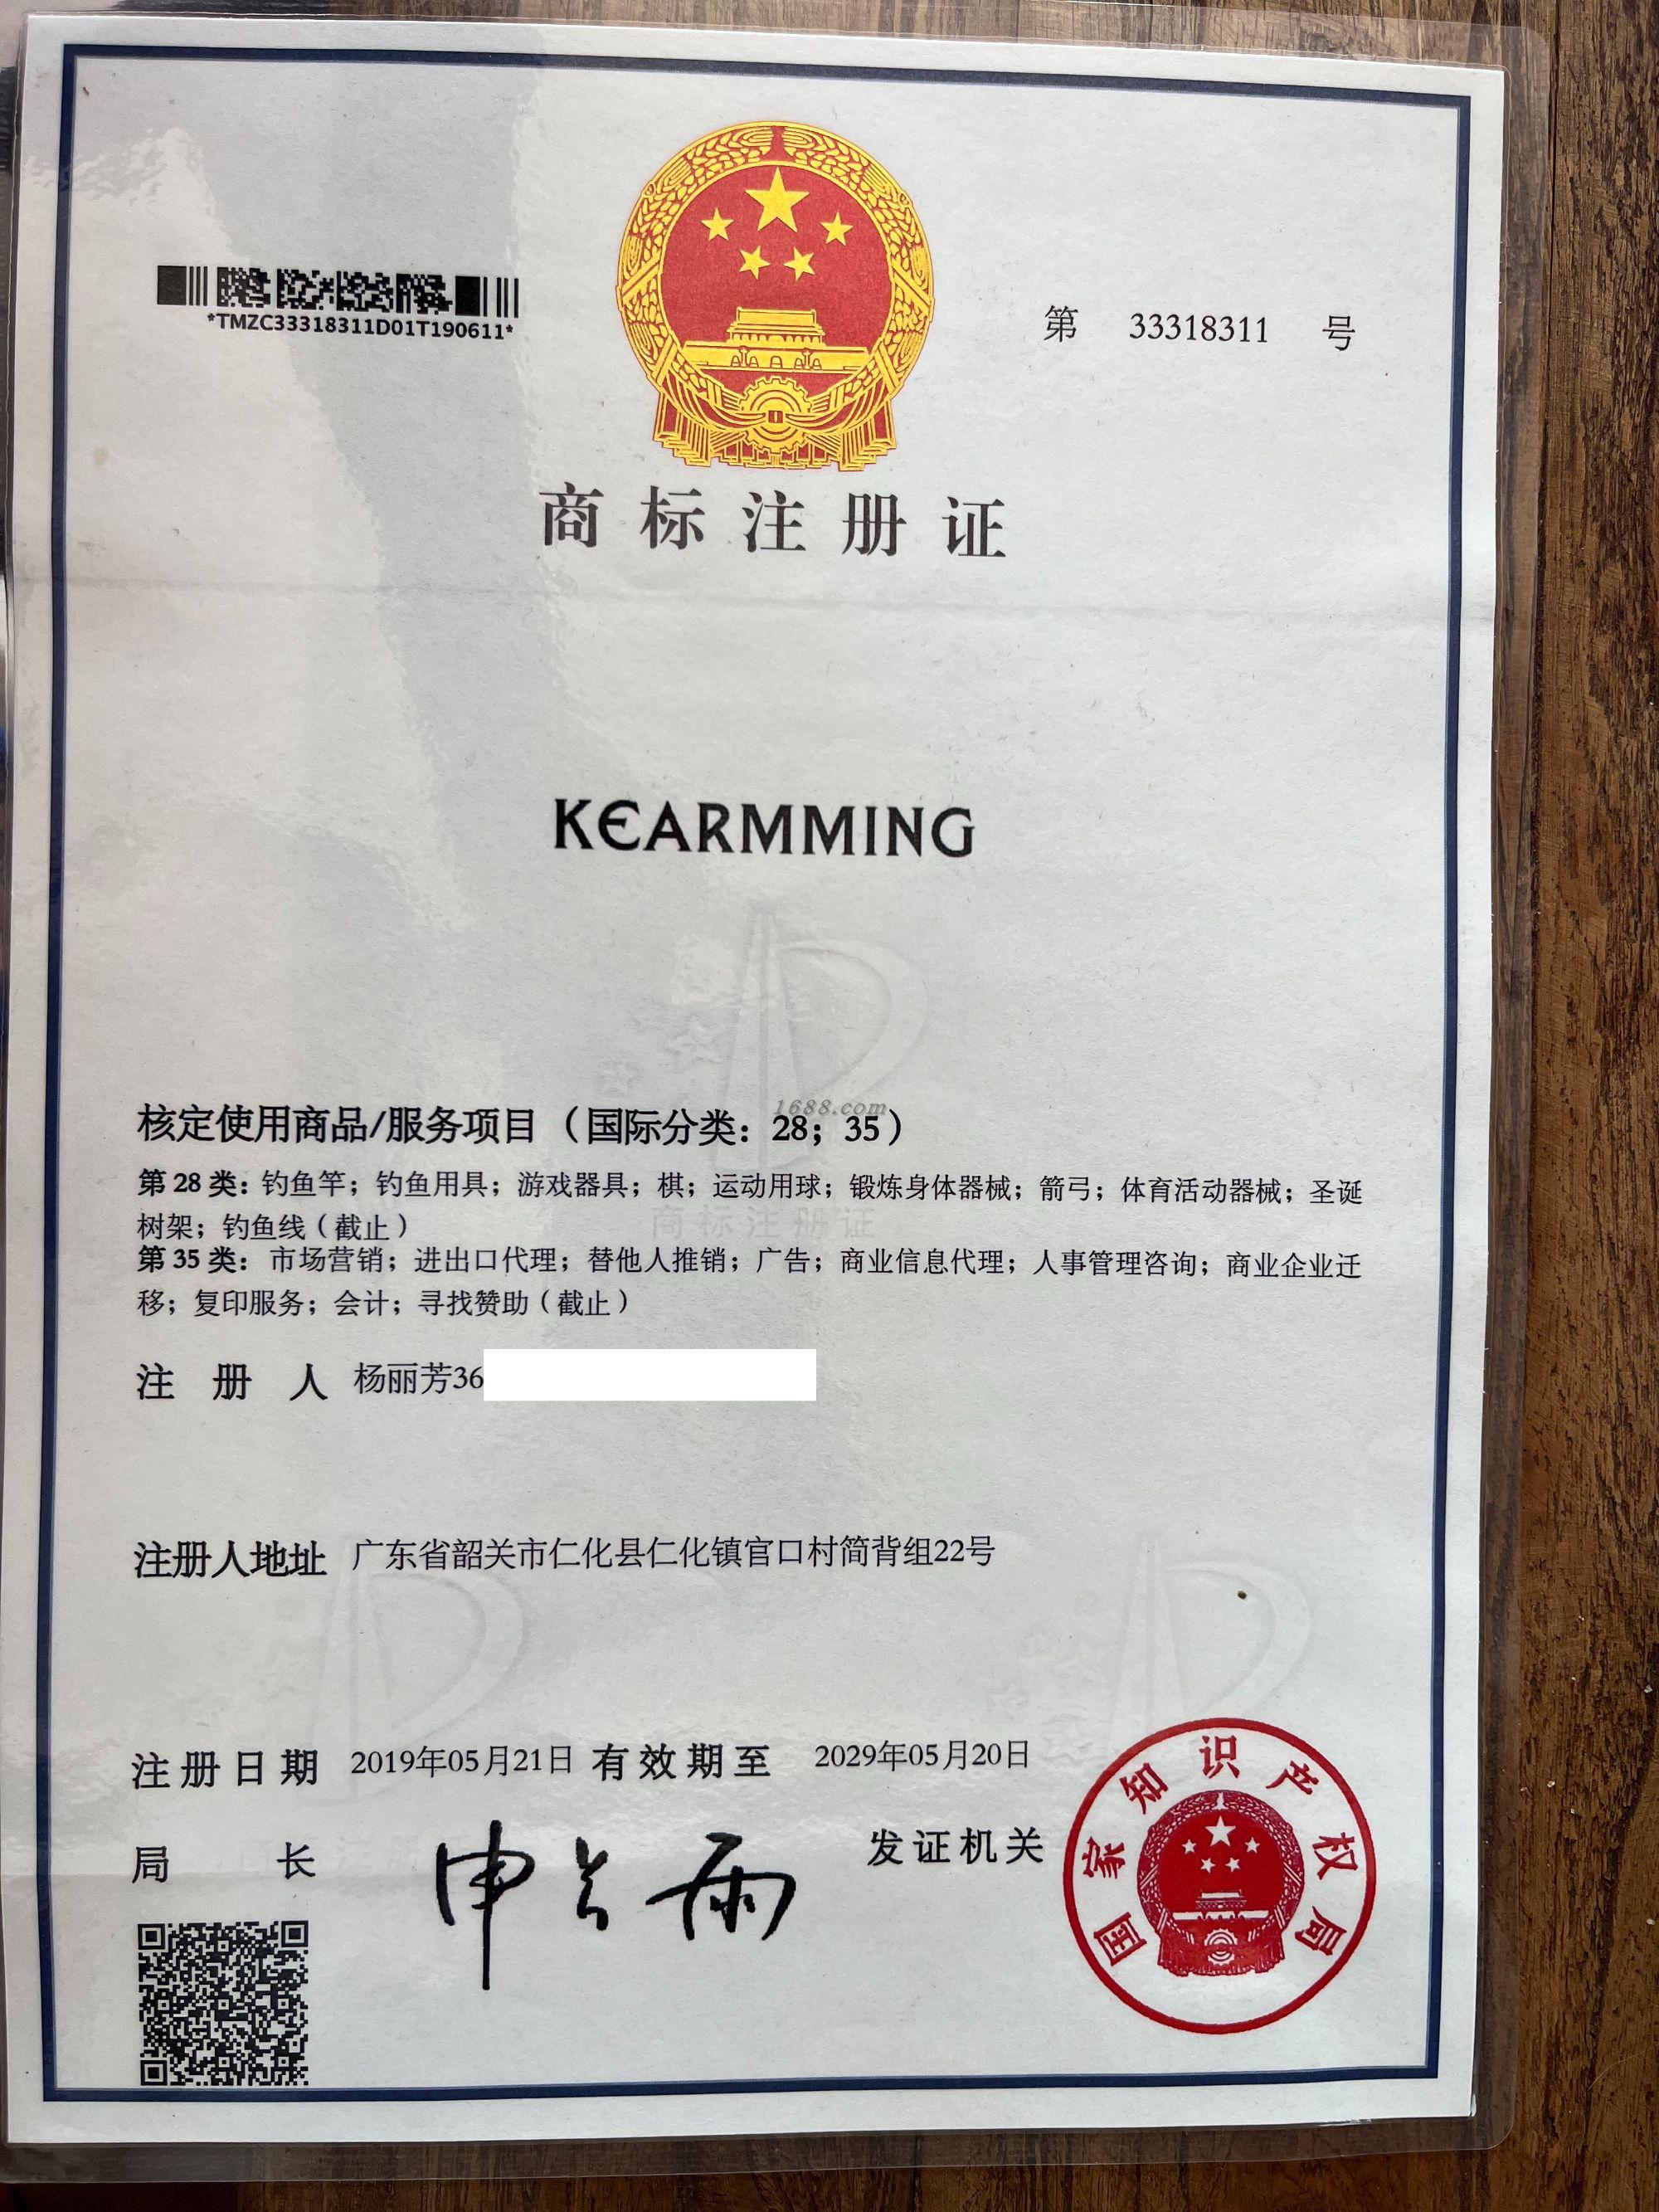 *TMZC33318311D01T190611*
第 33318311 号
商标注册证
KEARMMING
1688.com
核定使用商品/服务项目（国际分类：28；35）
第 28 类：钓鱼竿；钓鱼用具；游戏器具；棋；运动用球；锻炼身体器械；箭弓；体育活动器械；圣诞
树架；钓鱼线（截止）
商标注册证
第 35 类：市场营销；进出口代理；替他人推销；广告；商业信息代理；人事管理咨询；商业企业迁
移；复印服务；会计；寻找赞助（截止）
注册人 杨丽芳36
注册人地址 广东省韶关市仁化县仁化镇官口村简背组22号
注册日期 2019年05月21日 有效期至 2029年05月20日
局长 申长雨 发证机关
国家知识产权局